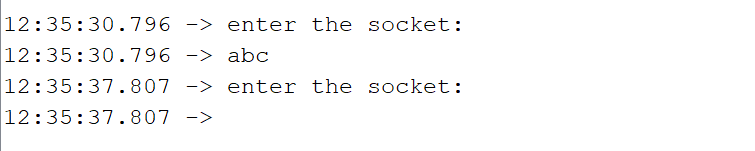 12:35:30.796 -> enter the socket:
12:35:30.796 -> abc
12:35:37.807 -> enter the socket:
12:35:37.807 ->